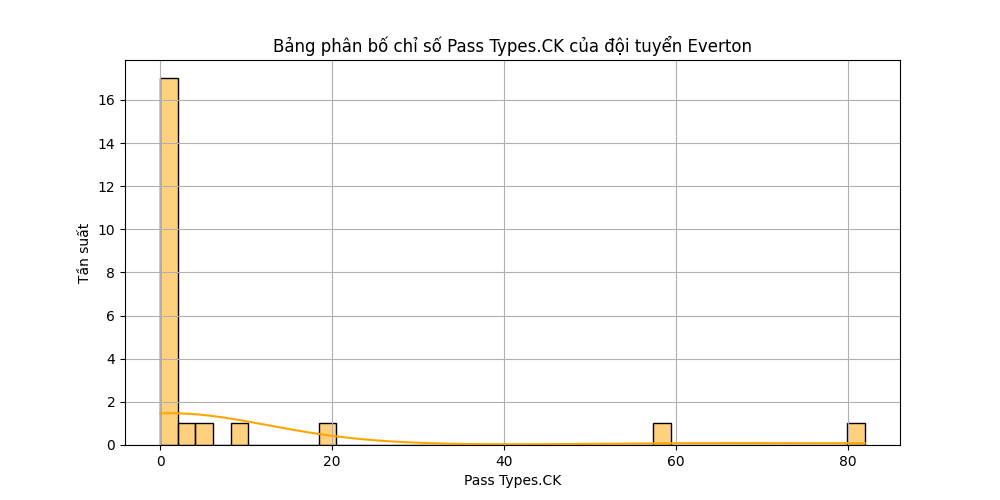 Bảng phân bố chỉ số Pass Types.CK của đội tuyển Everton
Tần suất
16
14
12
10
8
6
4
2
0
0 20 40 60 80
Pass Types.CK